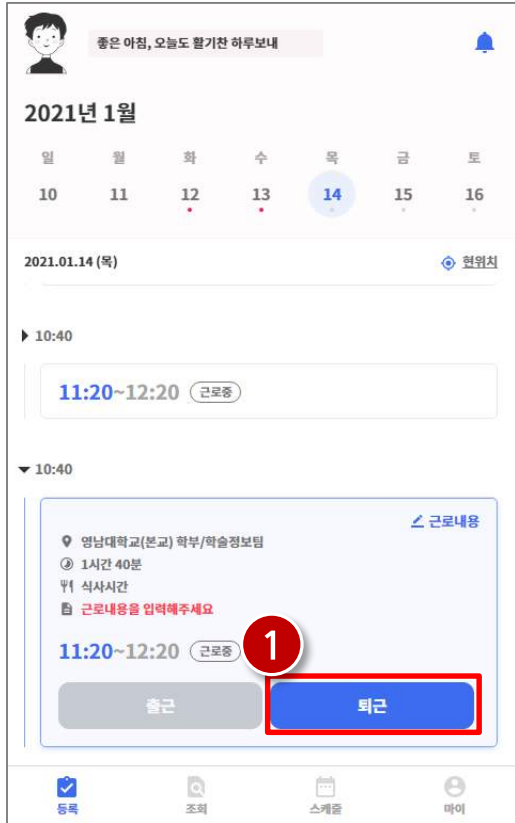 좋은 아침, 오늘도 활기찬 하루보내
2021년 1월
일 월 화 수 목 금 토
10 11 12 13 14 15 16
2021.01.14 (목) 현위치
10:40
11:20~12:20 근로중
10:40
근로내용
영남대학교(본교) 학부/학술정보팀
1시간 40분
식사시간
근로내용을 입력해주세요
11:20~12:20 근로중
1
출근 퇴근
등록 조회 스케줄 마이